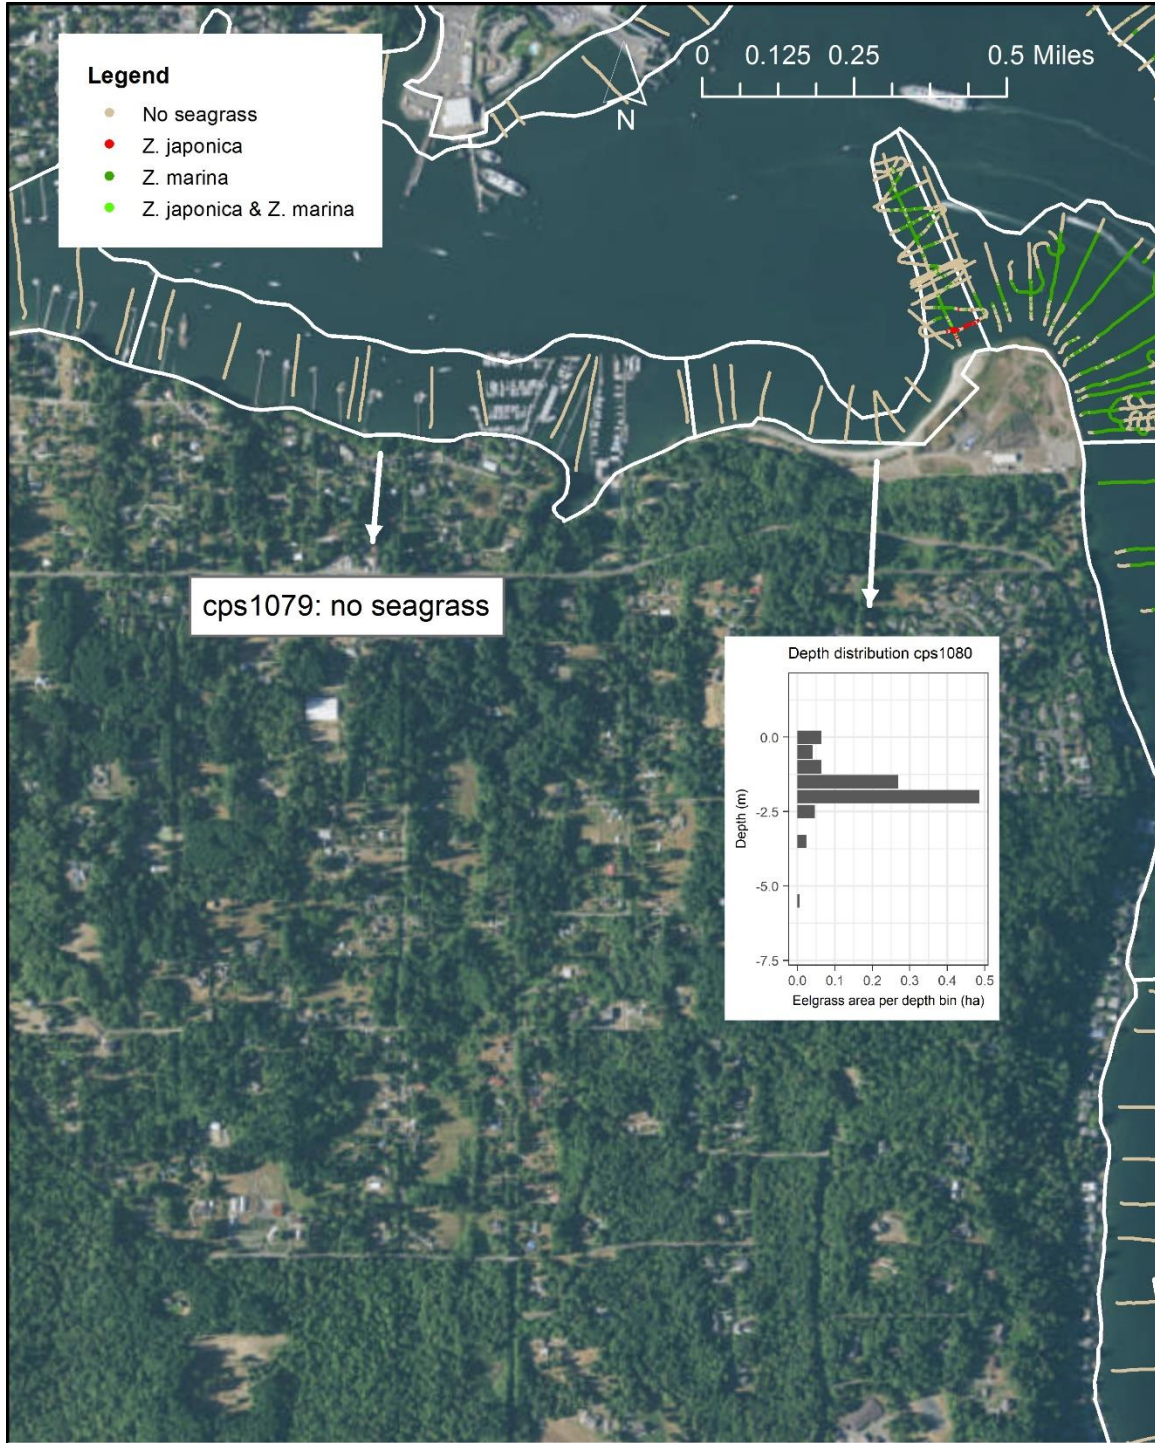 Legend
No seagrass
Z. japonica
Z. marina
Z. japonica & Z. marina
0 0.125 0.25 0.5 Miles
N
cps1079: no seagrass
Depth distribution cps1080
Depth (m)
0.0
-2.5
-5.0
-7.5
0.0 0.1 0.2 0.3 0.4 0.5
Eelgrass area per depth bin (ha)